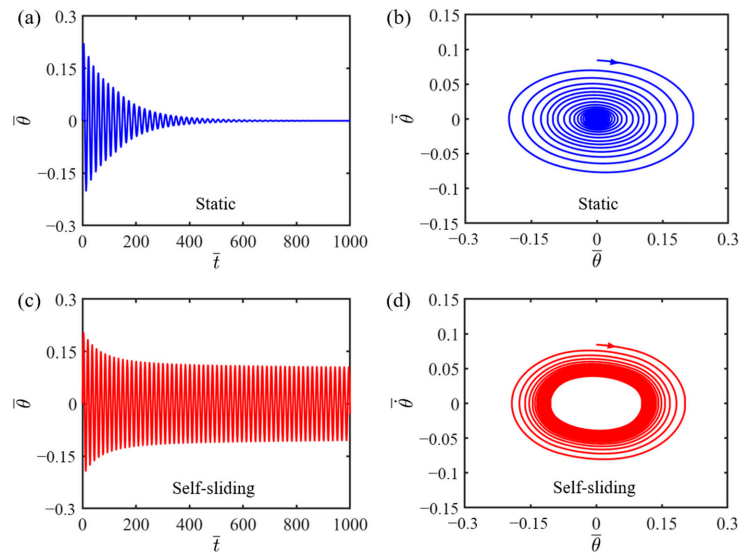 (a)
0.3
0.15
0
−0.15
−0.3
θ̄
Static
0 200 400 600 800 1000
t̄
(b)
0.15
0.1
0.05
0
−0.05
−0.1
−0.15
θ̄̇
Static
−0.3 −0.15 0 0.15 0.3
θ̄
(c)
0.3
0.15
0
−0.15
−0.3
θ̄
Self-sliding
0 200 400 600 800 1000
t̄
(d)
0.15
0.1
0.05
0
−0.05
−0.1
−0.15
θ̄̇
Self-sliding
−0.3 −0.15 0 0.15 0.3
θ̄